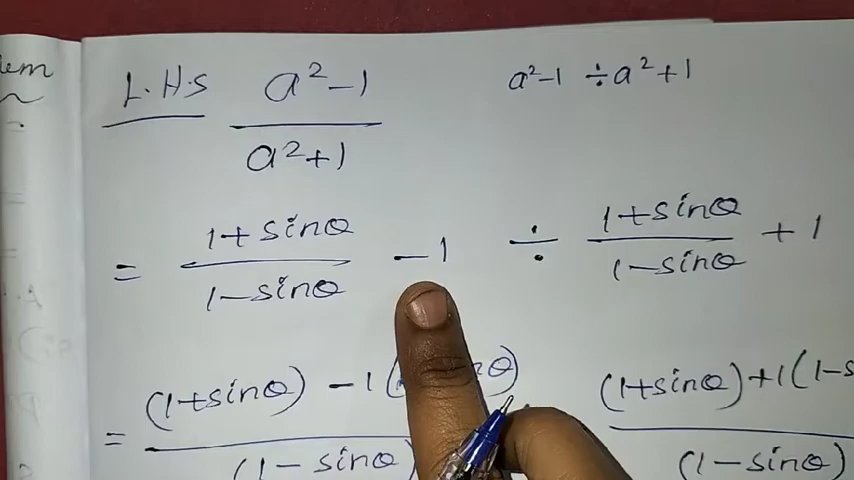 L.H.S a²-1 a²-1 ÷ a²+1
a²+1
1+sinθ 1+sinθ
= -1 ÷ +1
1-sinθ 1-sinθ
(1+sinθ) -1( nθ) (1+sinθ)+1(1-s
=
(1-sinθ) (1-sinθ)